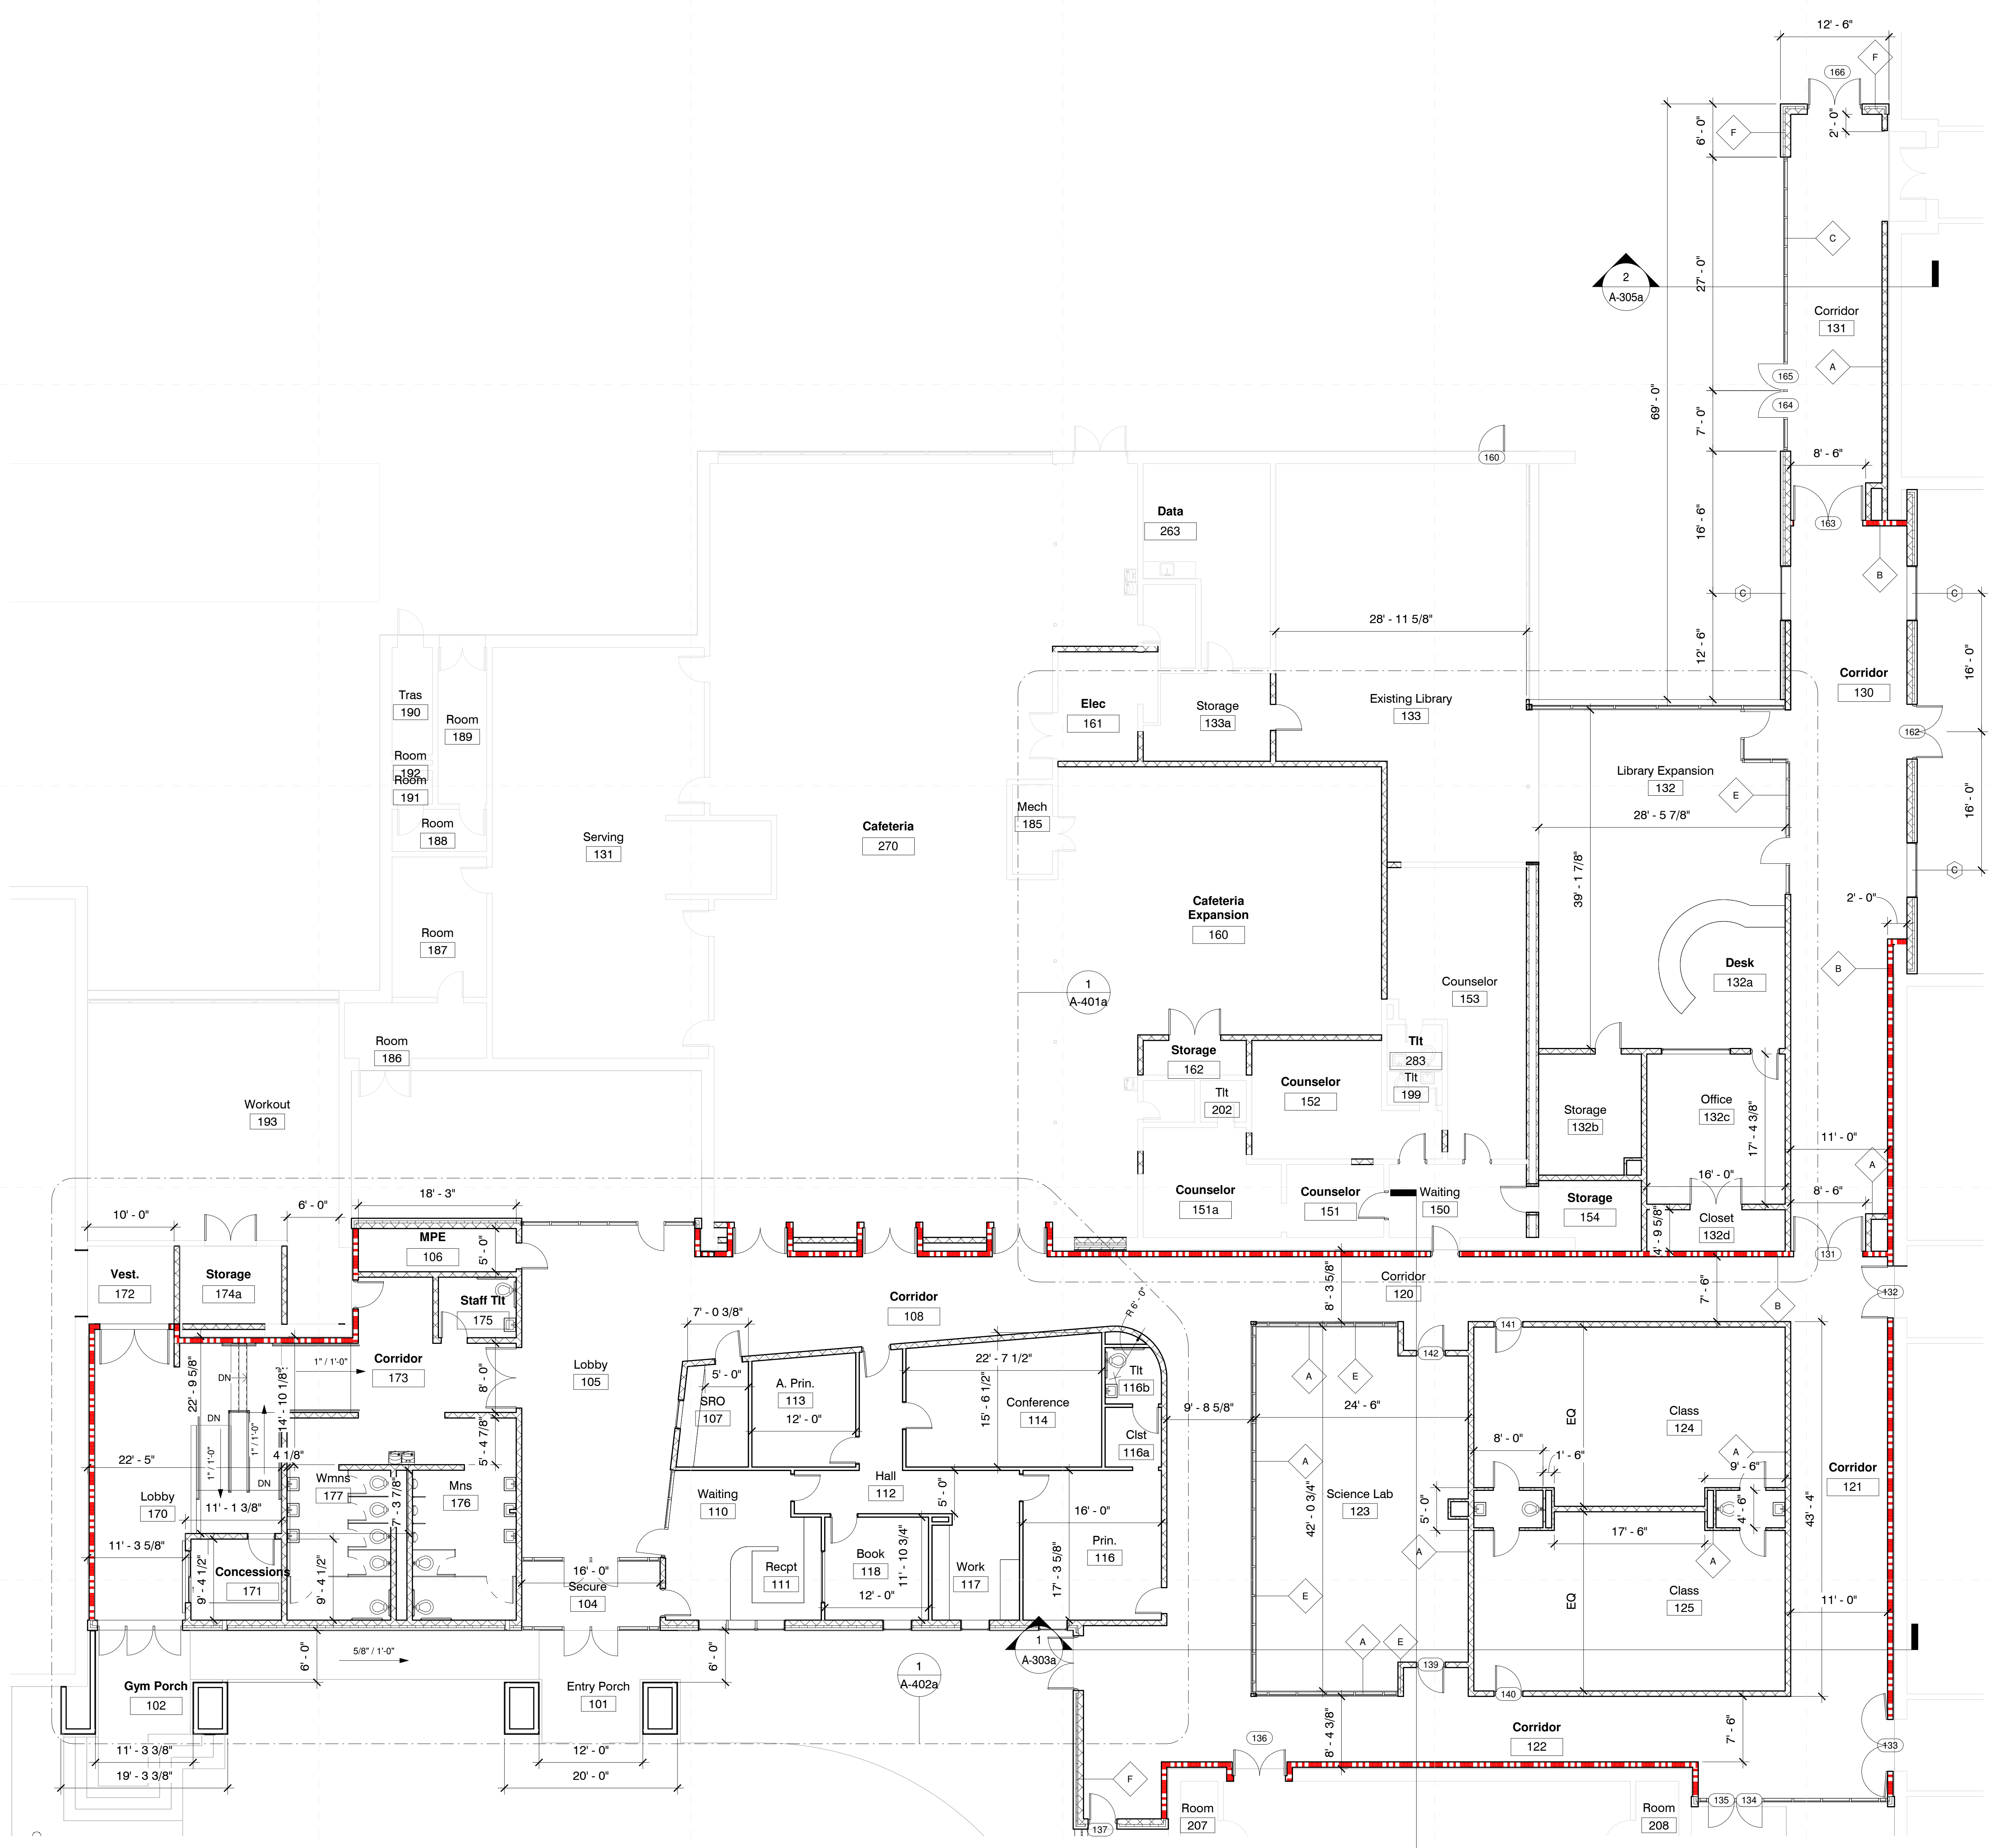 12' - 6"
F
166
2' - 0"
6' - 0"
F
C
2
A-305a
27' - 0"
Corridor
131
A
165
164
69' - 0"
7' - 0"
8' - 6"
160
163
16' - 6"
B
C
C
Data
263
28' - 11 5/8"
12' - 6"
16' - 0"
Corridor
130
162
16' - 0"
C
Tras
190
Room
189
Room
192
Room
191
Room
188
Serving
131
Cafeteria
270
Mech
185
Elec
161
Storage
133a
Existing Library
133
Library Expansion
132
E
28' - 5 7/8"
39' - 1 7/8"
2' - 0"
Room
187
Cafeteria
Expansion
160
Desk
132a
B
1
A-401a
Counselor
153
Room
186
Storage
162
Tlt
283
Tlt
199
Tlt
202
Counselor
152
Workout
193
Storage
132b
Office
132c
17' - 4 3/8"
11' - 0"
A
16' - 0"
8' - 6"
Counselor
151a
Counselor
151
Waiting
150
Storage
154
4' - 9 5/8"
Closet
132d
131
18' - 3"
10' - 0"
6' - 0"
MPE
106
5' - 0"
Vest.
172
Storage
174a
Staff Tlt
175
Corridor
108
8' - 3 5/8"
Corridor
120
7' - 6"
B
132
7' - 0 3/8"
R 6' - 0"
141
142
22' - 9 5/8"
14' - 10 1/8"
DN
1" / 1'-0"
Corridor
173
8' - 0"
Lobby
105
5' - 0"
SRO
107
A. Prin.
113
12' - 0"
22' - 7 1/2"
15' - 6 1/2"
Conference
114
Tlt
116b
Clst
116a
9' - 8 5/8"
A
E
24' - 6"
EQ
Class
124
DN
1" / 1'-0"
1" / 1'-0"
DN
5' - 4 7/8"
22' - 5"
4 1/8"
Wmns
177
7' - 3 7/8"
Mns
176
Lobby
170
11' - 1 3/8"
Waiting
110
Hall
112
5' - 0"
16' - 0"
A
8' - 0"
1' - 6"
A
9' - 6"
Corridor
121
Science Lab
123
42' - 0 3/4"
5' - 0"
4' - 6"
43' - 4"
17' - 6"
A
A
11' - 3 5/8"
9' - 4 1/2"
Concessions
171
9' - 4 1/2"
16' - 0"
Secure
104
Recpt
111
Book
118
11' - 10 3/4"
12' - 0"
Work
117
17' - 3 5/8"
Prin.
116
E
EQ
Class
125
11' - 0"
5/8" / 1'-0"
6' - 0"
6' - 0"
1
A-303a
A
E
139
140
1
A-402a
Gym Porch
102
Entry Porch
101
11' - 3 3/8"
19' - 3 3/8"
12' - 0"
20' - 0"
136
8' - 4 3/8"
Corridor
122
7' - 6"
133
F
137
Room
207
Room
208
135
134